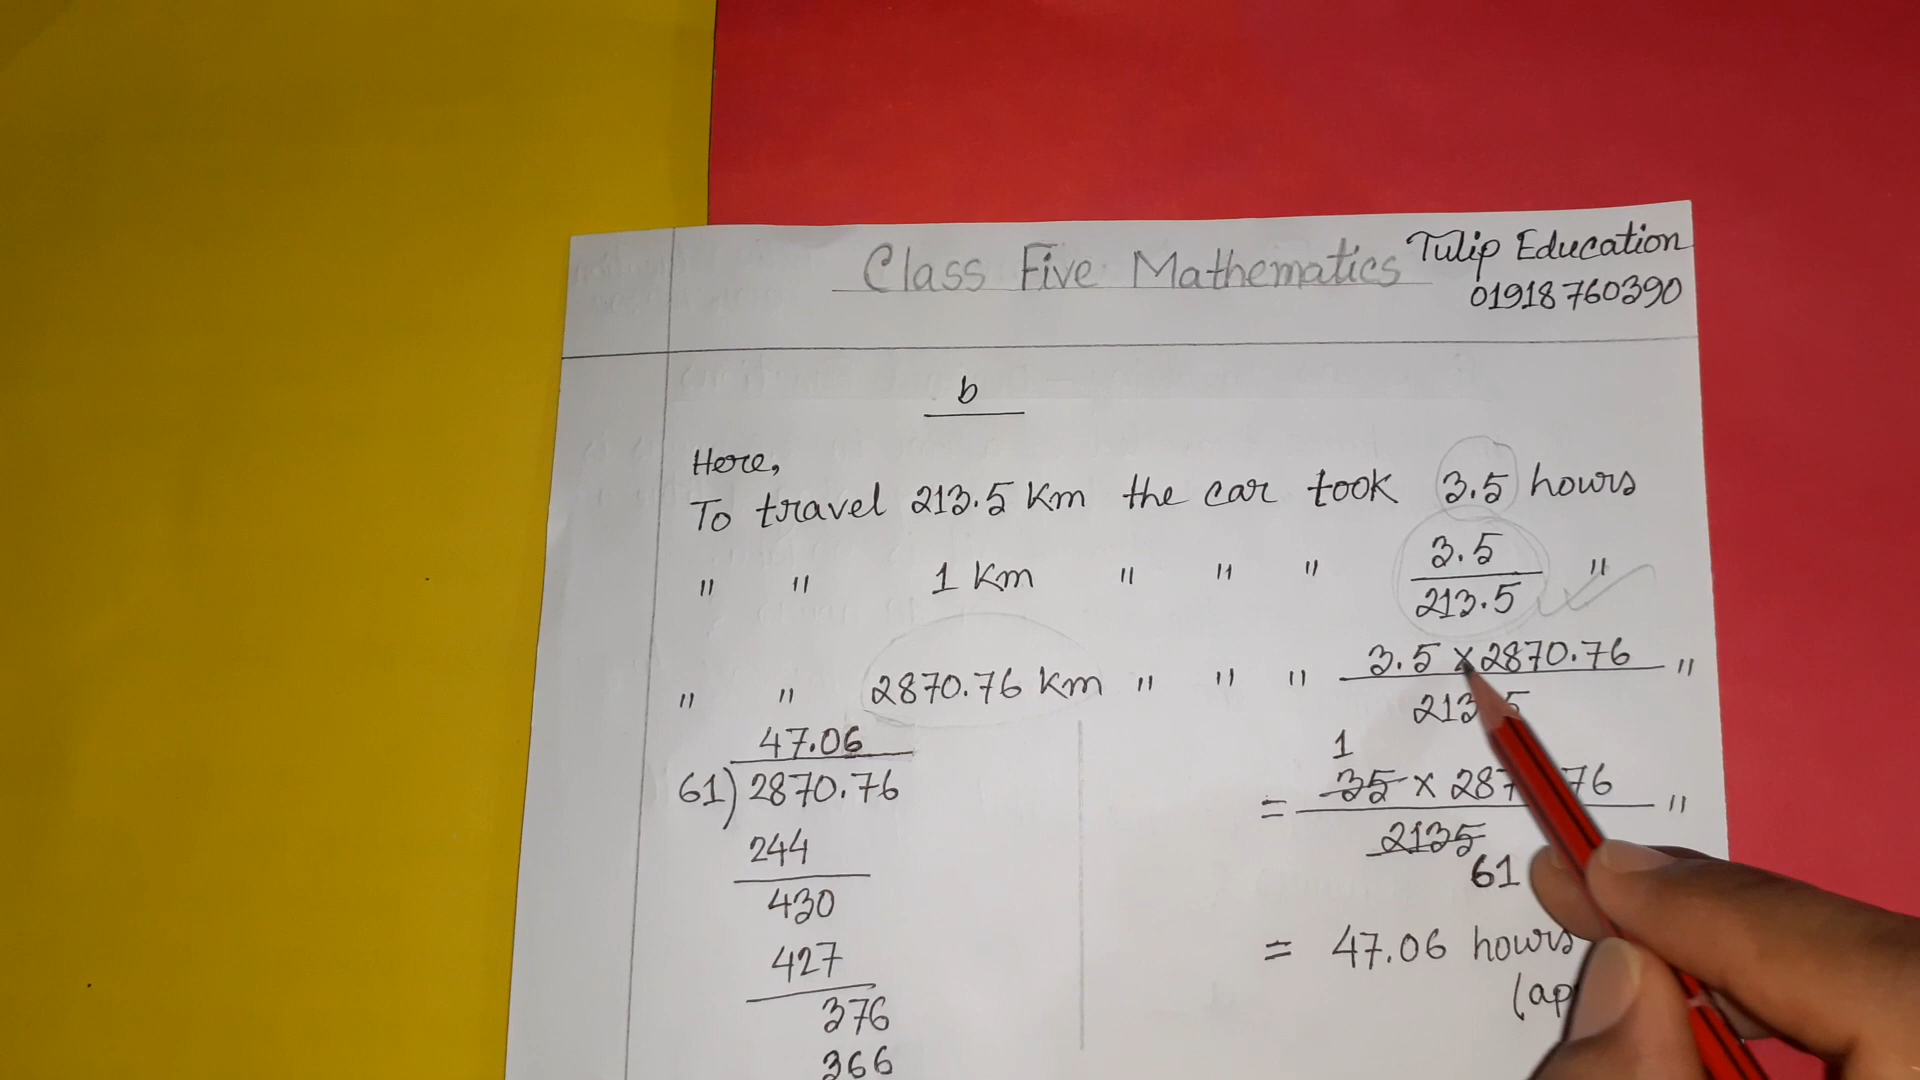 Class Five Mathematics
Tulip Education
01918760390
b
Here,
To travel 213.5 Km the car took 3.5 hours
" " 1 Km " " " 3.5 "
213.5
" " 2870.76 Km " " " 3.5 × 2870.76 "
213.5
47.06
61) 2870.76
244
430
427
376
366
1
= 35 × 287 76 "
2135
61
= 47.06 hours
(ap